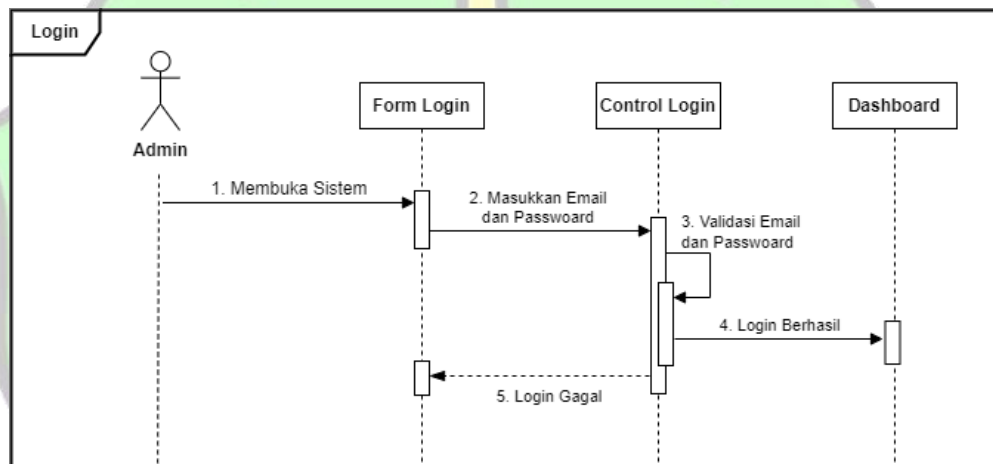 Login
Form Login
Control Login
Dashboard
Admin
1. Membuka Sistem
2. Masukkan Email
dan Passwoard
3. Validasi Email
dan Passwoard
4. Login Berhasil
5. Login Gagal